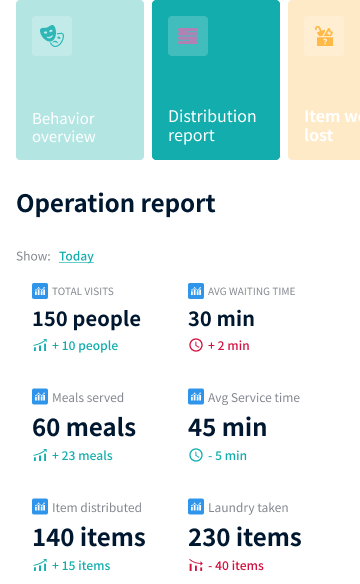 Behavior
overview
Distribution
report
Item we
lost
Operation report
Show: Today
TOTAL VISITS
150 people
+ 10 people
AVG WAITING TIME
30 min
+ 2 min
Meals served
60 meals
+ 23 meals
Avg Service time
45 min
- 5 min
Item distributed
140 items
+ 15 items
Laundry taken
230 items
- 40 items